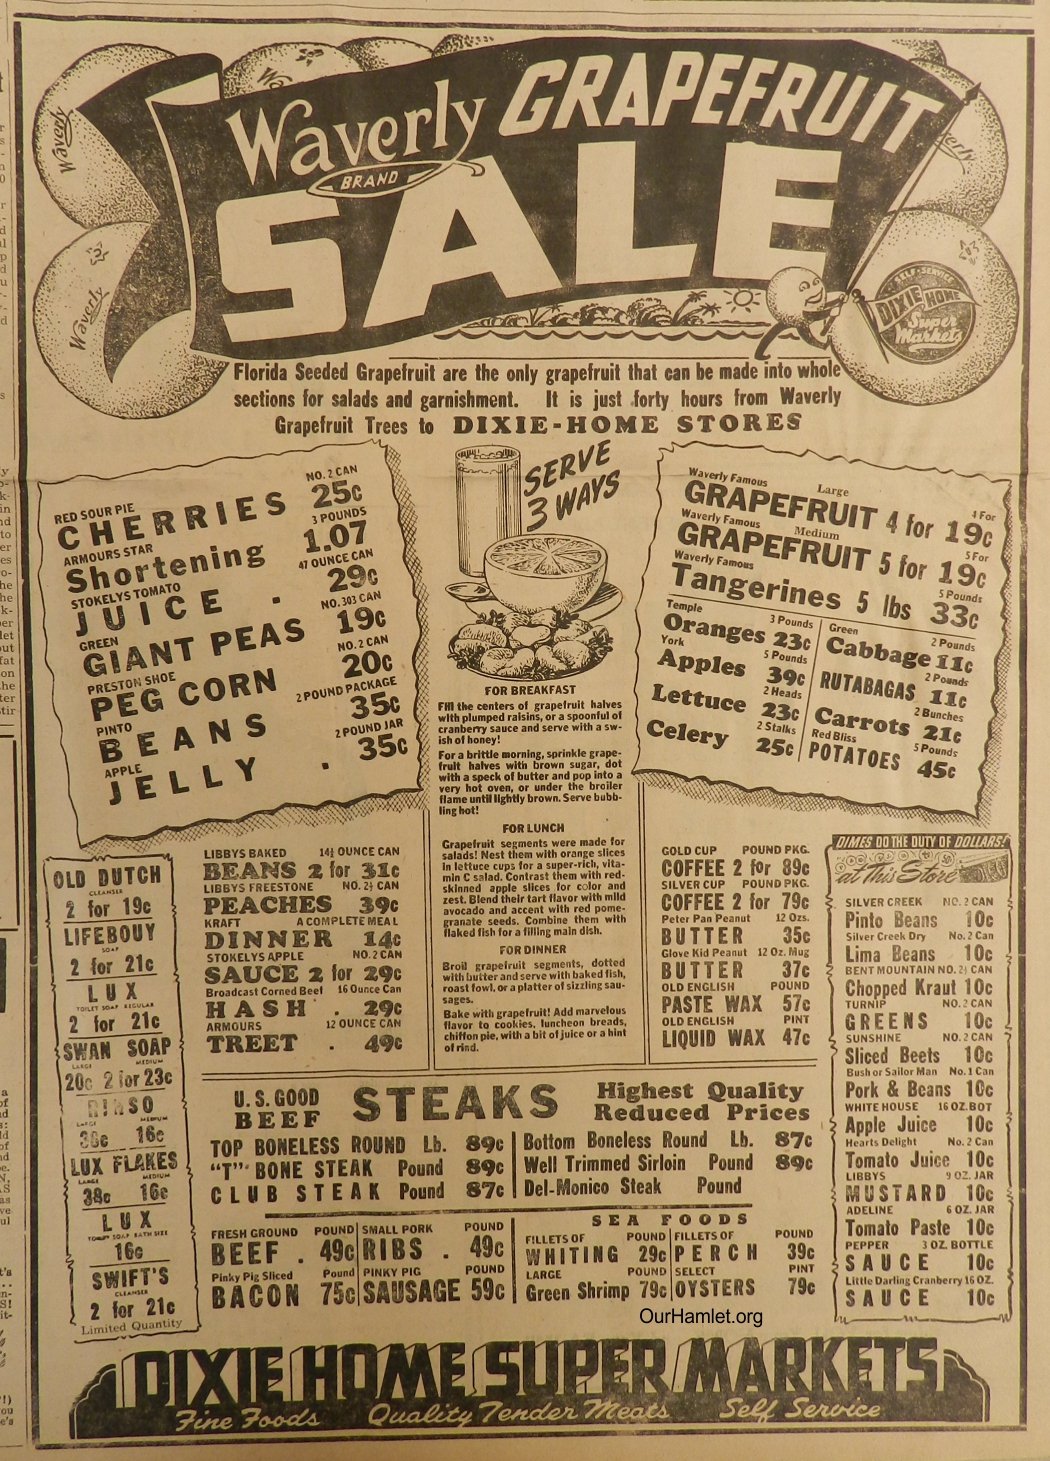 Waverly GRAPEFRUIT
BRAND
SALE
Waverly
Waverly
SELF-SERVICE
DIXIE HOME
Super
Markets
Florida Seeded Grapefruit are the only grapefruit that can be made into whole
sections for salads and garnishment. It is just forty hours from Waverly
Grapefruit Trees to DIXIE-HOME STORES
RED SOUR PIE NO. 2 CAN
CHERRIES 25c
ARMOURS STAR 3 POUNDS
Shortening 1.07
STOKELYS TOMATO 47 OUNCE CAN
JUICE . 29c
GREEN NO. 303 CAN
GIANT PEAS 19c
PRESTON SHOE NO. 2 CAN
PEG CORN 20c
PINTO 2 POUND PACKAGE
BEANS 35c
APPLE 2 POUND JAR
JELLY . 35c
SERVE
3 WAYS
FOR BREAKFAST
Fill the centers of grapefruit halves
with plumped raisins, or a spoonful of
cranberry sauce and serve with a sw-
ish of honey!
For a brittle morning, sprinkle grape-
fruit halves with brown sugar, dot
with a speck of butter and pop into a
very hot oven, or under the broiler
flame until lightly brown. Serve bubb-
ling hot!
FOR LUNCH
Grapefruit segments were made for
salads! Nest them with orange slices
in lettuce cups for a super-rich, vita-
min C salad. Contrast them with red-
skinned apple slices for color and
zest. Blend their tart flavor with mild
avocado and accent with red pome-
granate seeds. Combine them with
flaked fish for a filling main dish.
FOR DINNER
Broil grapefruit segments, dotted
with butter and serve with baked fish,
roast fowl, or a platter of sizzling sau-
sages.
Bake with grapefruit! Add marvelous
flavor to cookies, luncheon breads,
chiffon pie, with a bit of juice or a hint
of rind.
Waverly Famous Large 4 For
GRAPEFRUIT 4 for 19c
Waverly Famous Medium 5 For
GRAPEFRUIT 5 for 19c
Waverly Famous 5 Pounds
Tangerines 5 lbs 33c
Temple 3 Pounds
Oranges 23c
York 5 Pounds
Apples 39c
2 Heads
Lettuce 23c
2 Stalks
Celery 25c
Green 2 Pounds
Cabbage 11c
2 Pounds
RUTABAGAS 11c
2 Bunches
Carrots 21c
Red Bliss 5 Pounds
POTATOES 45c
OLD DUTCH
CLEANSER
2 for 19c
LIFEBOUY
SOAP
2 for 21c
LUX
TOILET SOAP REGULAR
2 for 21c
SWAN SOAP
LARGE MEDIUM
20c 2 for 23c
RINSO
LARGE MEDIUM
38c 16c
LUX FLAKES
LARGE MEDIUM
38c 16c
LUX
TOILET SOAP BATH SIZE
16c
SWIFT'S
CLEANSER
2 for 21c
Limited Quantity
LIBBYS BAKED 14½ OUNCE CAN
BEANS 2 for 31c
LIBBYS FREESTONE NO. 2½ CAN
PEACHES 39c
KRAFT A COMPLETE MEAL
DINNER 14c
STOKELYS APPLE NO. 2 CAN
SAUCE 2 for 29c
Broadcast Corned Beef 16 Ounce Can
HASH . 29c
ARMOURS 12 OUNCE CAN
TREET . 49c
GOLD CUP POUND PKG.
COFFEE 2 for 89c
SILVER CUP POUND PKG.
COFFEE 2 for 79c
Peter Pan Peanut 12 Ozs.
BUTTER 35c
Glove Kid Peanut 12 Oz. Mug
BUTTER 37c
OLD ENGLISH POUND
PASTE WAX 57c
OLD ENGLISH PINT
LIQUID WAX 47c
DIMES DO THE DUTY OF DOLLARS!
at this Store
SILVER CREEK NO. 2 CAN
Pinto Beans 10c
Silver Creek Dry No. 2 Can
Lima Beans 10c
BENT MOUNTAIN NO. 2½ CAN
Chopped Kraut 10c
TURNIP NO. 2 CAN
GREENS 10c
SUNSHINE NO. 2 CAN
Sliced Beets 10c
Bush or Sailor Man No. 1 Can
Pork & Beans 10c
WHITE HOUSE 16 OZ. BOT
Apple Juice 10c
Hearts Delight No. 2 Can
Tomato Juice 10c
LIBBYS 9 OZ. JAR
MUSTARD 10c
ADELINE 6 OZ. JAR
Tomato Paste 10c
PEPPER 3 OZ. BOTTLE
SAUCE 10c
Little Darling Cranberry 16 OZ.
SAUCE 10c
U. S. GOOD
BEEF
STEAKS
Highest Quality
Reduced Prices
TOP BONELESS ROUND Lb. 89c
"T" BONE STEAK Pound 89c
CLUB STEAK Pound 87c
Bottom Boneless Round Lb. 87c
Well Trimmed Sirloin Pound 89c
Del-Monico Steak Pound
FRESH GROUND POUND
BEEF . 49c
Pinky Pig Sliced Pound
BACON 75c
SMALL PORK POUND
RIBS . 49c
PINKY PIG POUND
SAUSAGE 59c
SEA FOODS
FILLETS OF POUND
WHITING 29c
LARGE POUND
Green Shrimp 79c
FILLETS OF POUND
PERCH 39c
SELECT PINT
OYSTERS 79c
OurHamlet.org
DIXIE HOME SUPER MARKETS
Fine Foods Quality Tender Meats Self Service